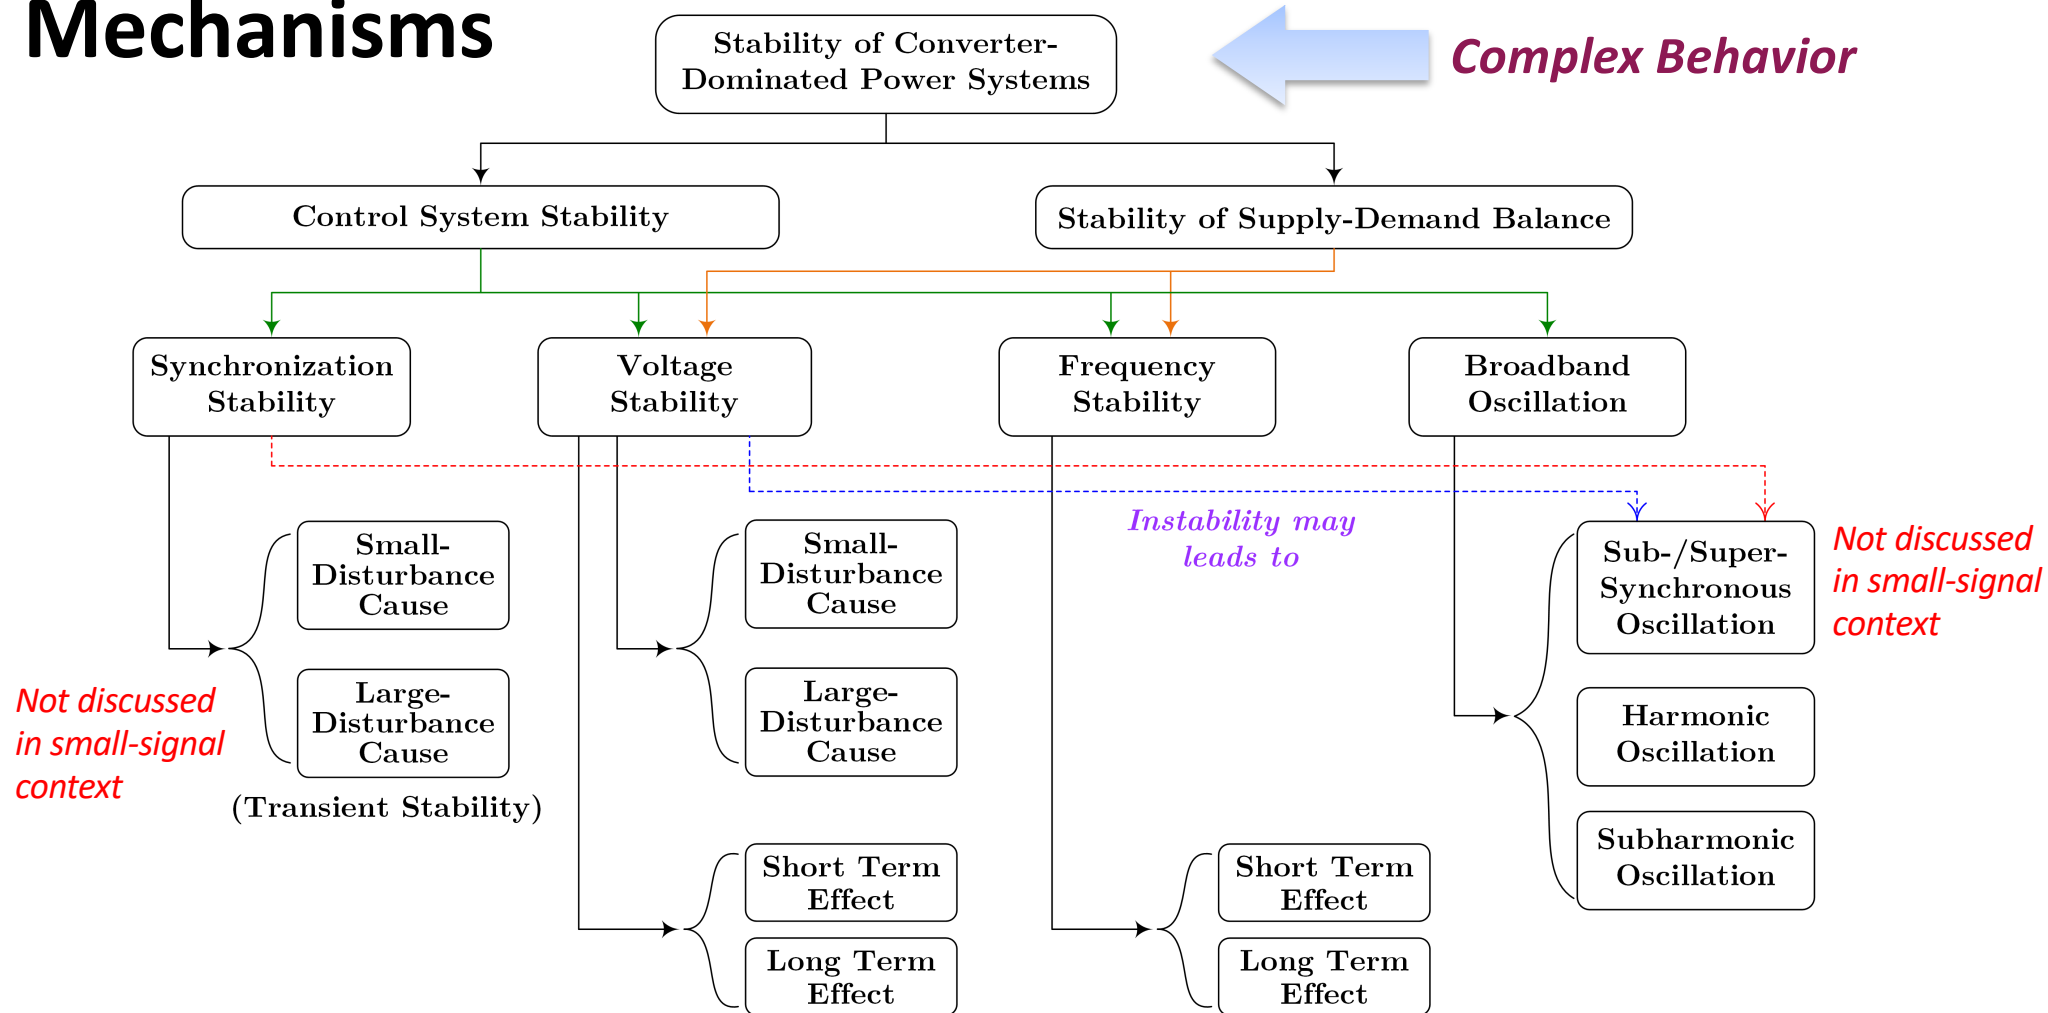 Mechanisms
Stability of Converter-
Dominated Power Systems
Complex Behavior
Control System Stability
Stability of Supply-Demand Balance
Synchronization
Stability
Voltage
Stability
Frequency
Stability
Broadband
Oscillation
Instability may
leads to
Small-
Disturbance
Cause
Large-
Disturbance
Cause
(Transient Stability)
Not discussed
in small-signal
context
Small-
Disturbance
Cause
Large-
Disturbance
Cause
Short Term
Effect
Long Term
Effect
Short Term
Effect
Long Term
Effect
Sub-/Super-
Synchronous
Oscillation
Harmonic
Oscillation
Subharmonic
Oscillation
Not discussed
in small-signal
context